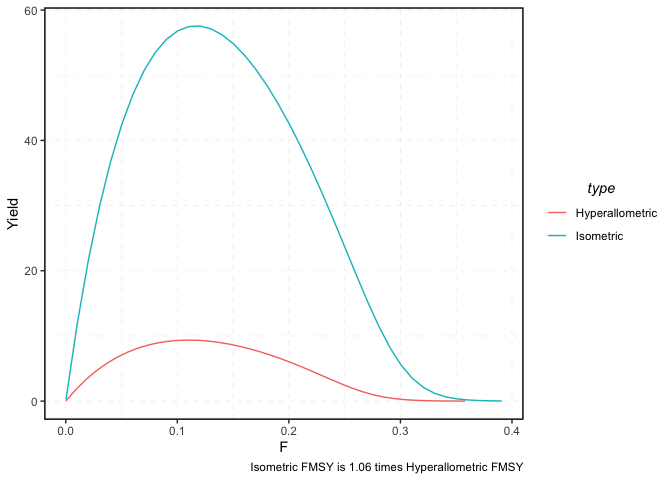 60
40
20
0
Yield
0.0 0.1 0.2 0.3 0.4
F
type
Hyperallometric
Isometric
Isometric FMSY is 1.06 times Hyperallometric FMSY